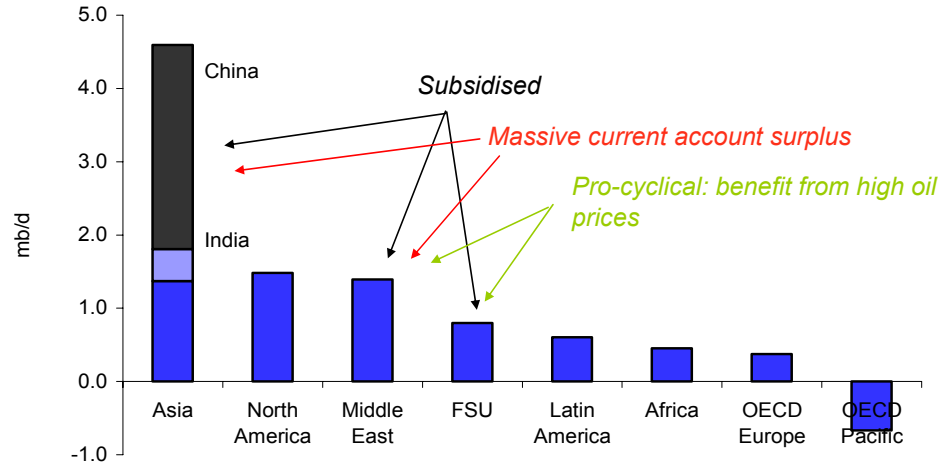 5.0
4.0
3.0
2.0
1.0
0.0
-1.0
mb/d
China
India
Subsidised
Massive current account surplus
Pro-cyclical: benefit from high oil
prices
Asia
North
America
Middle
East
FSU
Latin
America
Africa
OECD
Europe
OECD
Pacific